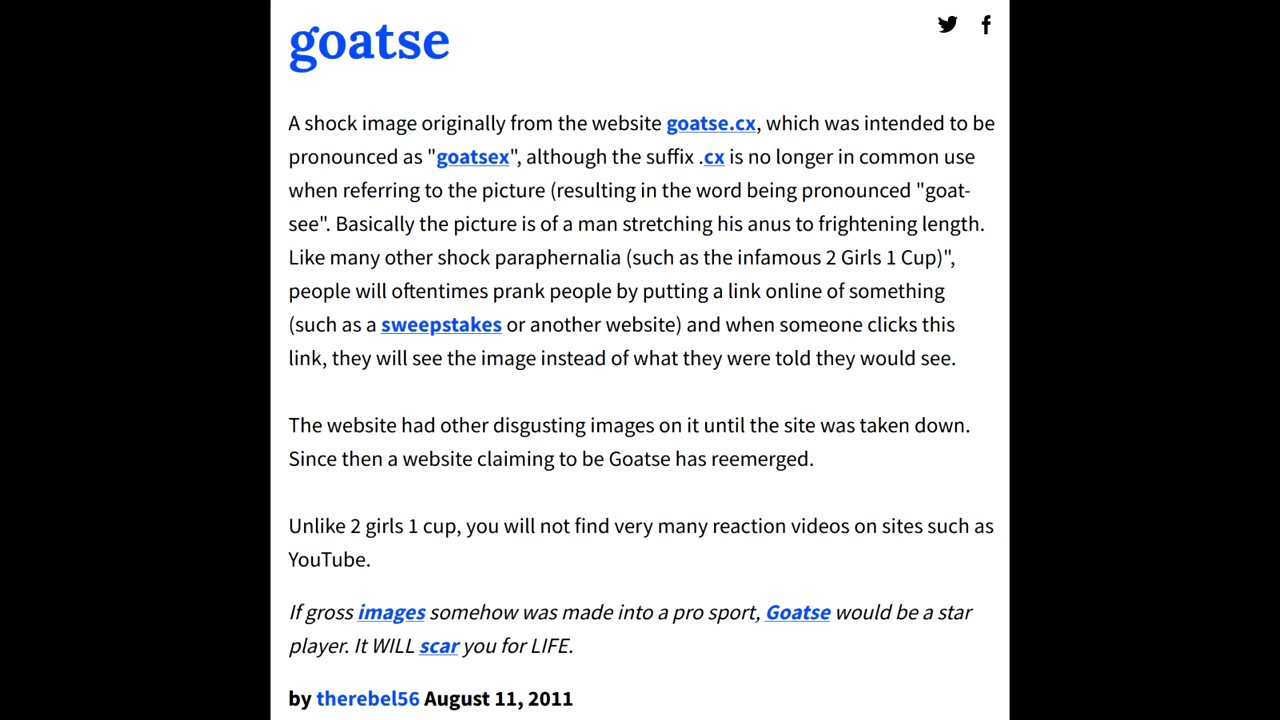 goatse
A shock image originally from the website goatse.cx, which was intended to be
pronounced as "goatsex", although the suffix .cx is no longer in common use
when referring to the picture (resulting in the word being pronounced "goat-
see". Basically the picture is of a man stretching his anus to frightening length.
Like many other shock paraphernalia (such as the infamous 2 Girls 1 Cup)",
people will oftentimes prank people by putting a link online of something
(such as a sweepstakes or another website) and when someone clicks this
link, they will see the image instead of what they were told they would see.
The website had other disgusting images on it until the site was taken down.
Since then a website claiming to be Goatse has reemerged.
Unlike 2 girls 1 cup, you will not find very many reaction videos on sites such as
YouTube.
If gross images somehow was made into a pro sport, Goatse would be a star
player. It WILL scar you for LIFE.
by therebel56 August 11, 2011